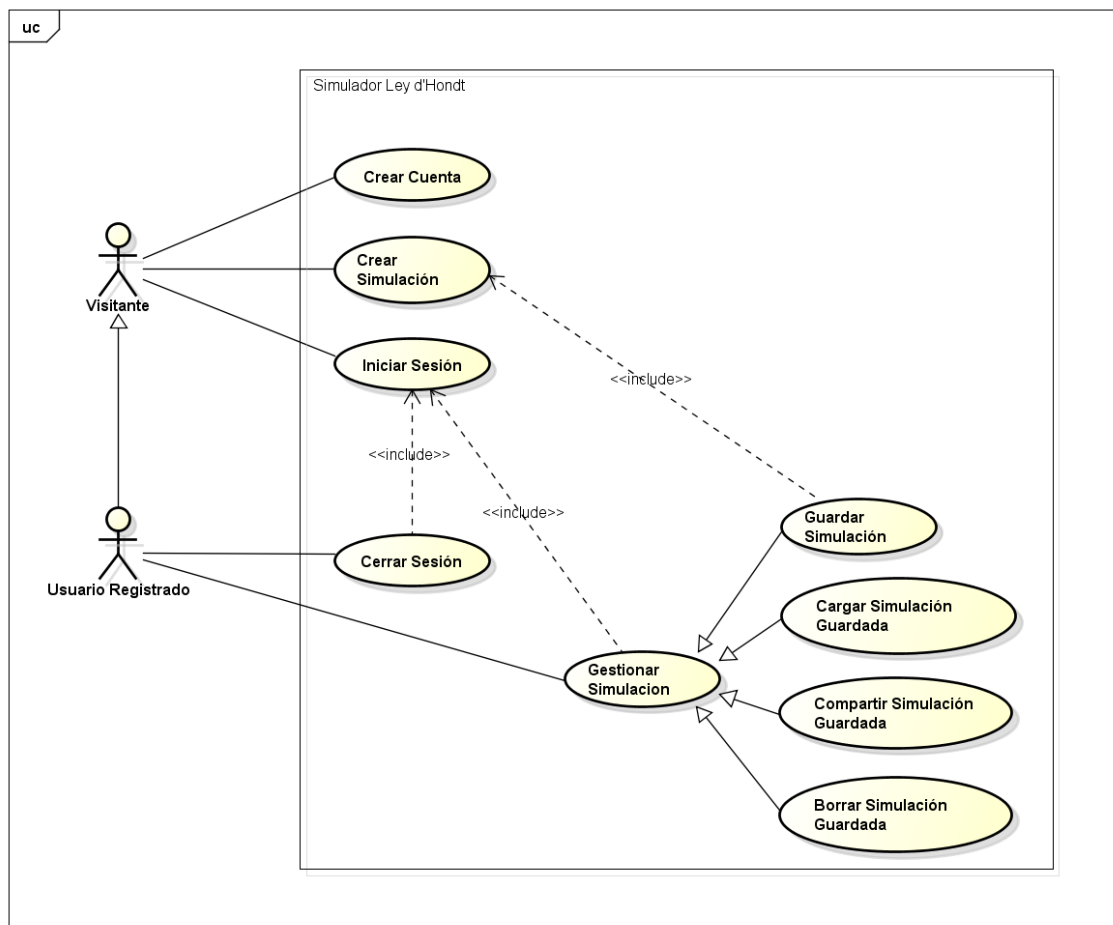 uc
Simulador Ley d'Hondt
Crear Cuenta
Crear
Simulación
Visitante
Iniciar Sesión
<<include>>
<<include>>
<<include>>
Guardar
Simulación
Cerrar Sesión
Usuario Registrado
Cargar Simulación
Guardada
Gestionar
Simulacion
Compartir Simulación
Guardada
Borrar Simulación
Guardada